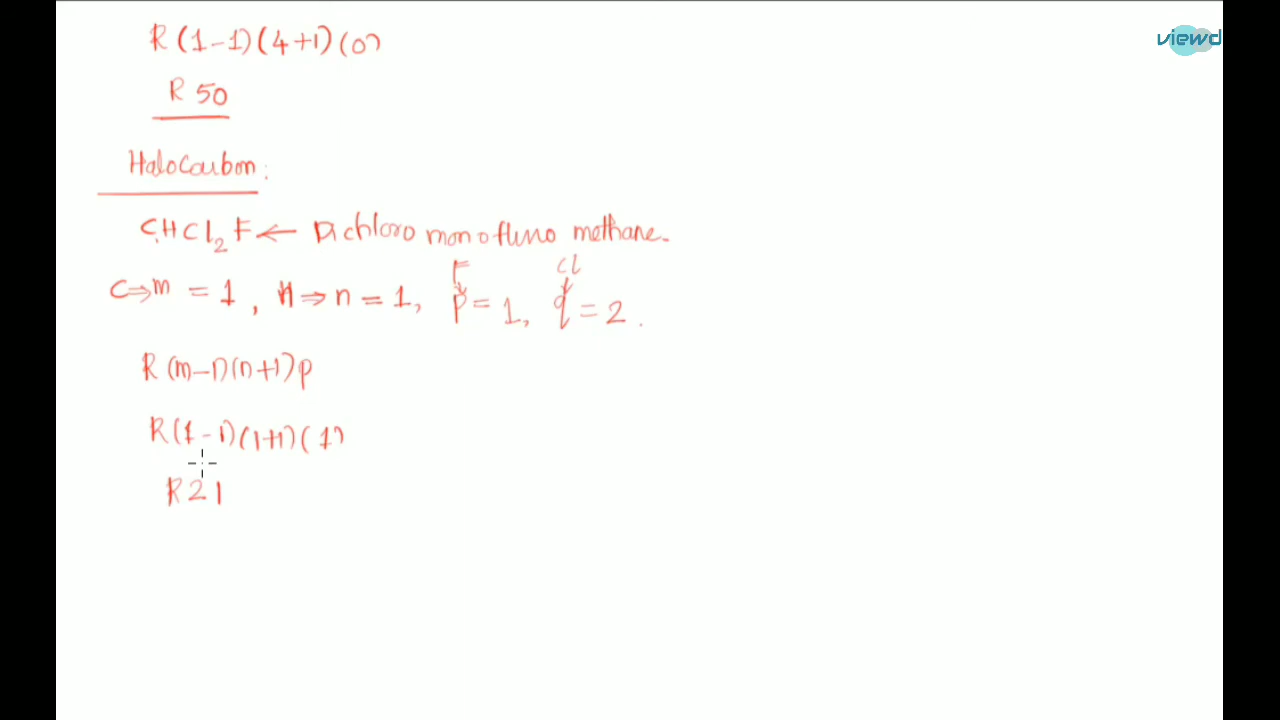 viewd
R (1-1)(4+1)(0)
R 50
Halocarbon:
CHCl₂F ← Dichloro monofluro methane.
F Cl
C⇒m = 1, H⇒n = 1, p = 1, q = 2.
R (m-1)(n+1)p
R (1-1)(1+1)(1)
R21